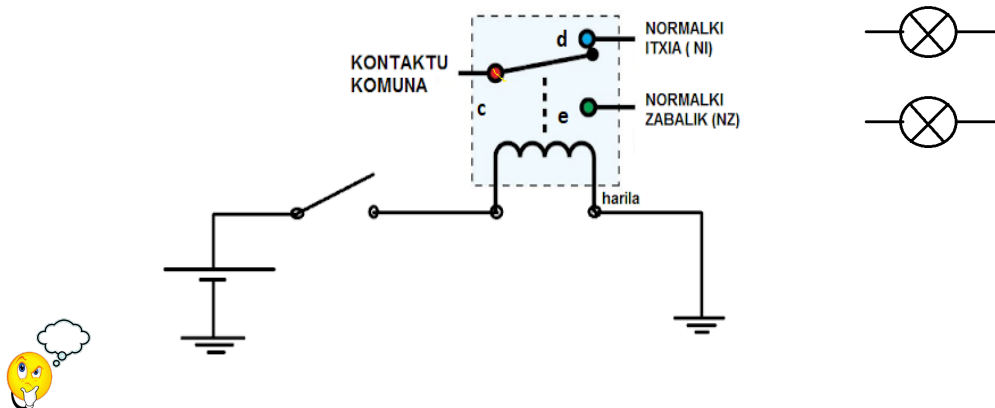 NORMALKI
ITXIA ( NI)
d
KONTAKTU
KOMUNA
c
e
NORMALKI
ZABALIK (NZ)
harila